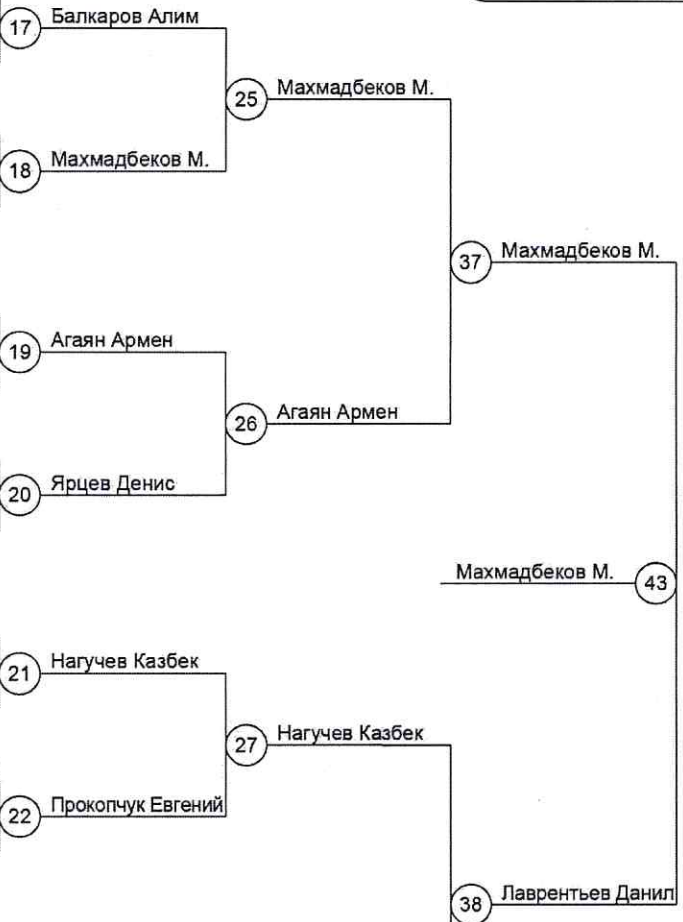 17 Балкаров Алим
25 Махмадбеков М.
18 Махмадбеков М.
37 Махмадбеков М.
19 Агаян Армен
26 Агаян Армен
20 Ярцев Денис
Махмадбеков М. 43
21 Нагучев Казбек
27 Нагучев Казбек
22 Прокопчук Евгений
38 Лаврентьев Данил